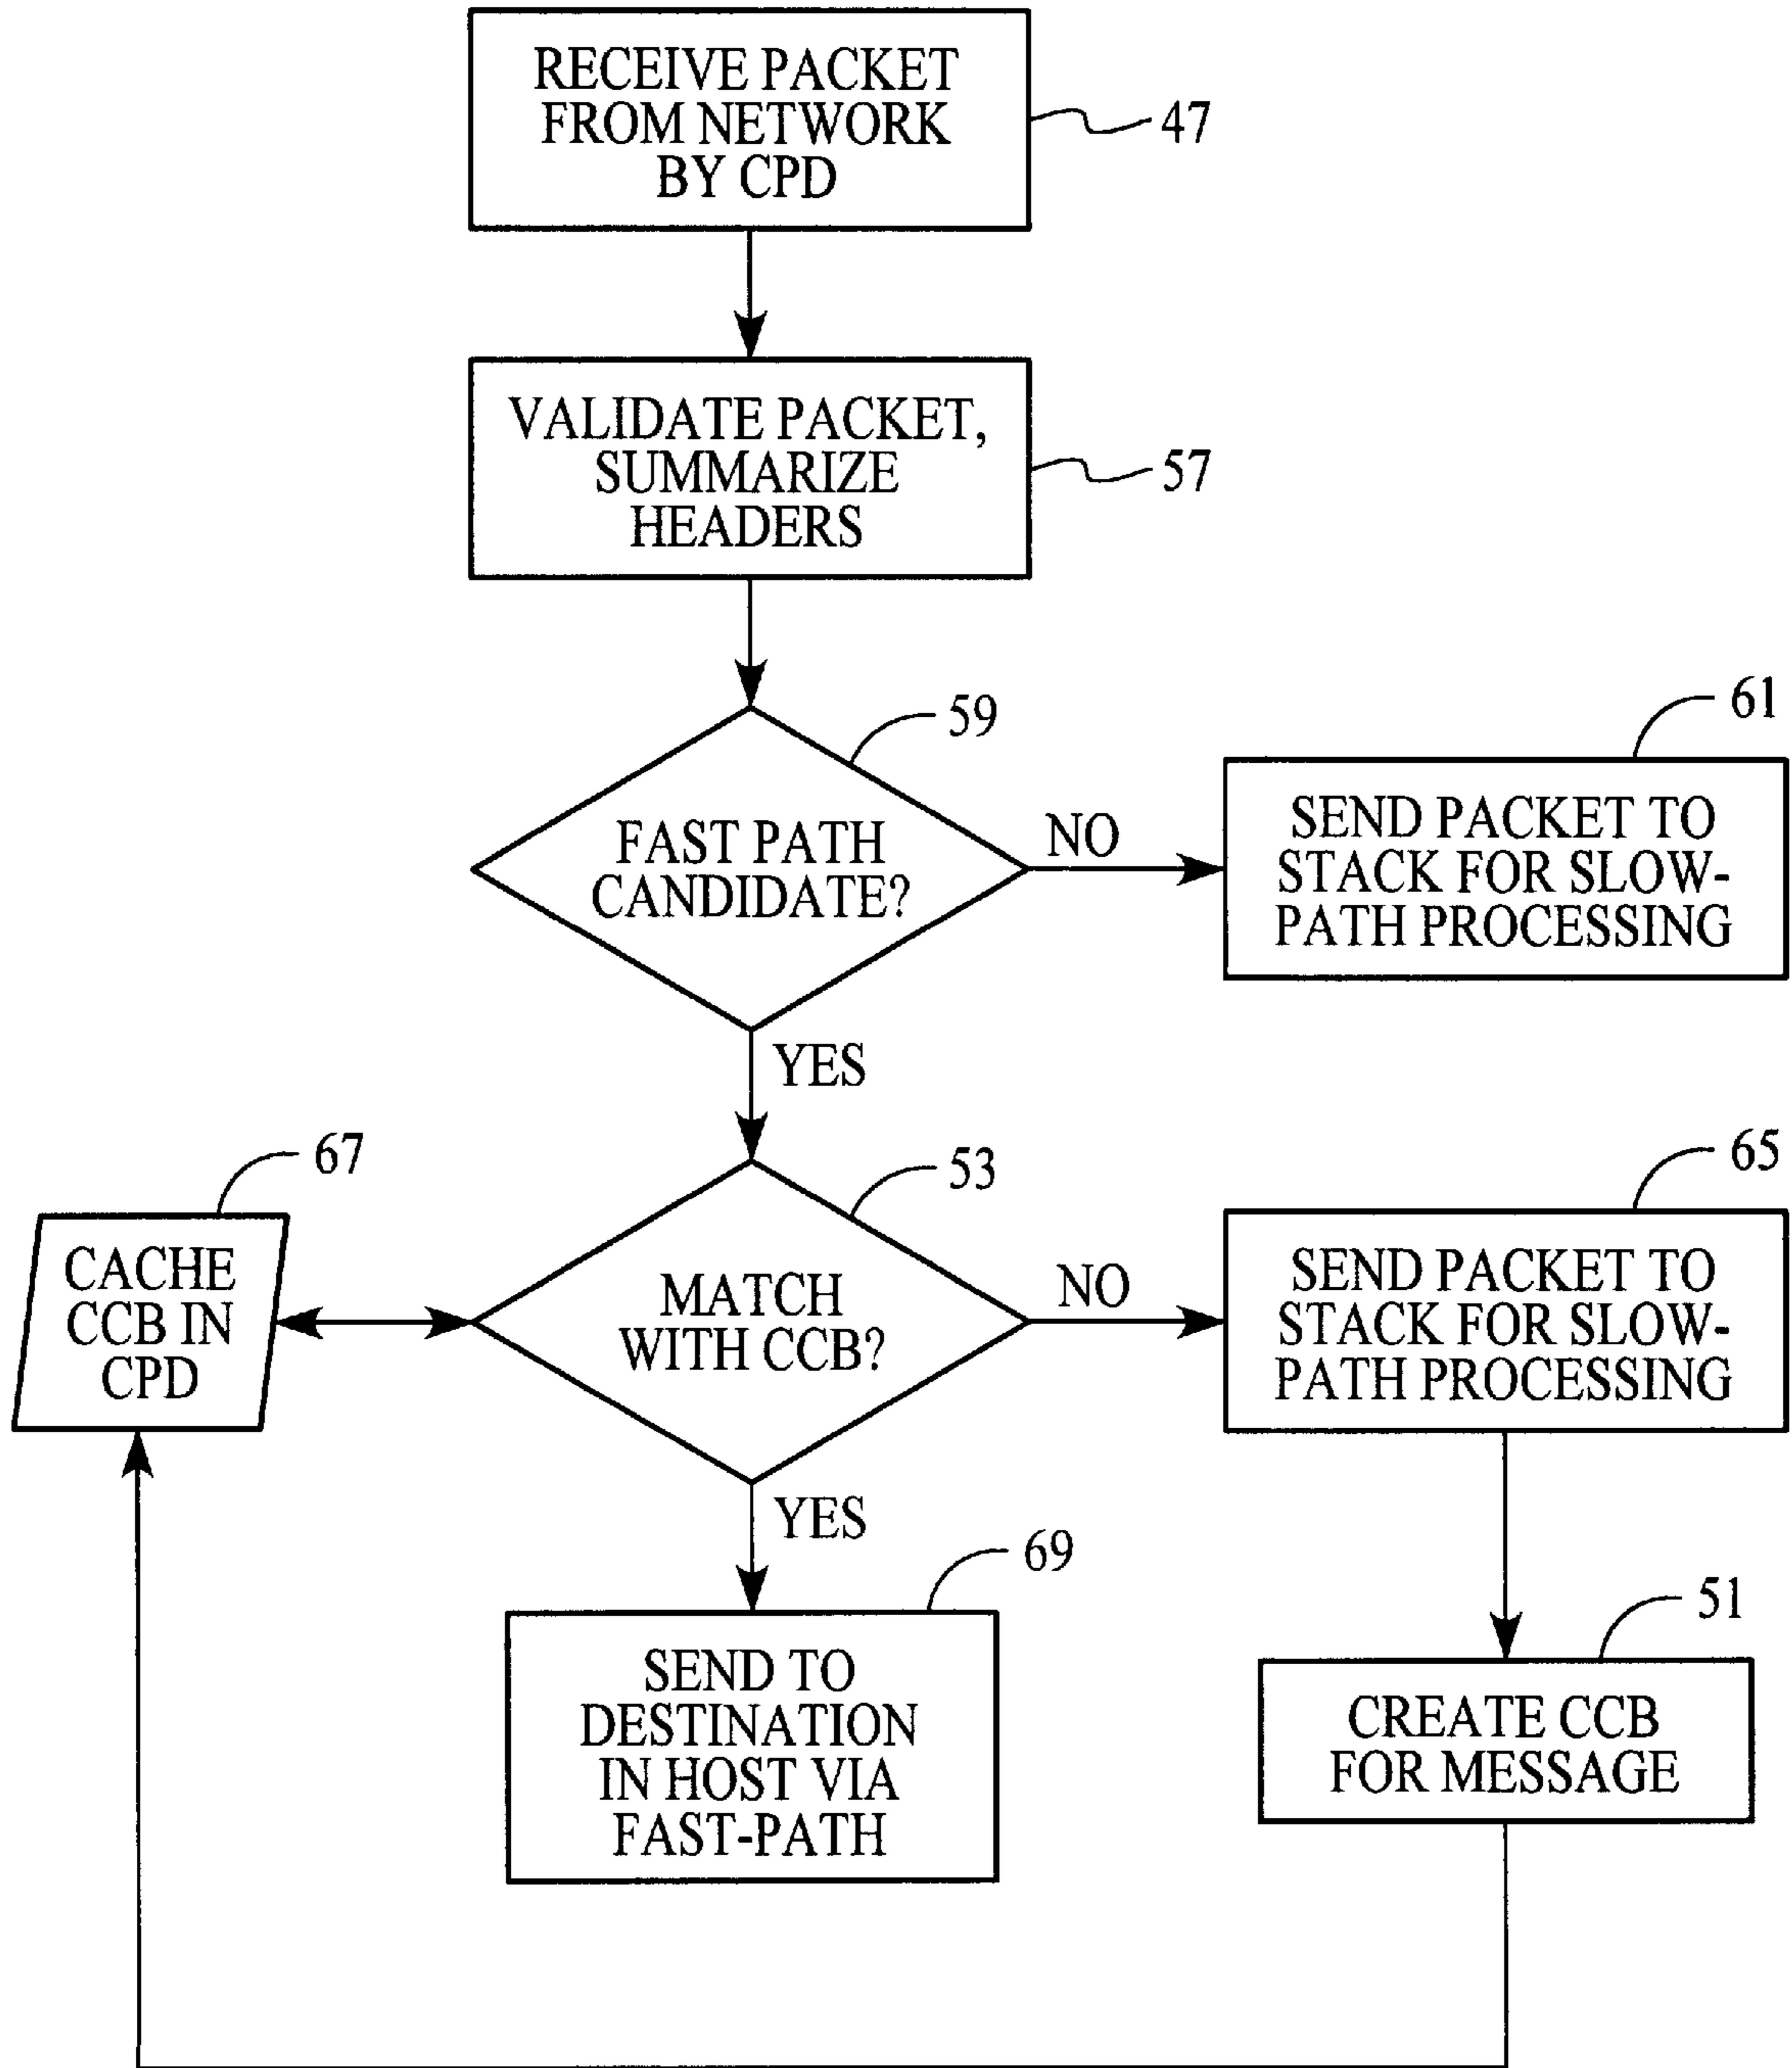 RECEIVE PACKET
FROM NETWORK
BY CPD
47
VALIDATE PACKET,
SUMMARIZE
HEADERS
57
59
FAST PATH
CANDIDATE?
NO
61
SEND PACKET TO
STACK FOR SLOW-
PATH PROCESSING
YES
67
CACHE
CCB IN
CPD
53
MATCH
WITH CCB?
NO
65
SEND PACKET TO
STACK FOR SLOW-
PATH PROCESSING
YES
69
SEND TO
DESTINATION
IN HOST VIA
FAST-PATH
51
CREATE CCB
FOR MESSAGE